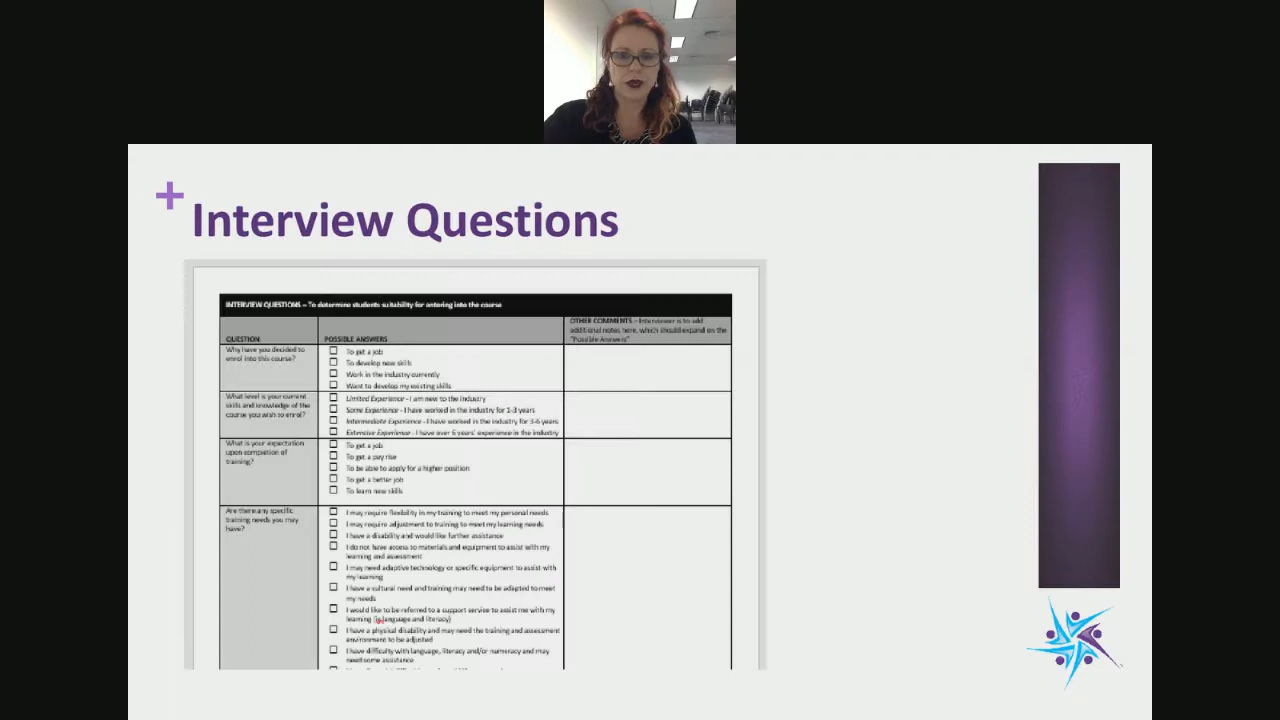 +
Interview Questions
INTERVIEW QUESTIONS – To determine students suitability for entering into the course
QUESTION
POSSIBLE ANSWERS
OTHER COMMENTS – Interviewer is to add
additional notes here, which should expand on the
"Possible Answers"
Why have you decided to
enrol into this course?
To get a job
To develop new skills
Work in the industry currently
Want to develop my existing skills
What level is your current
skills and knowledge of the
course you wish to enrol?
Limited Experience - I am new to the industry
Some Experience - I have worked in the industry for 1-3 years
Intermediate Experience - I have worked in the industry for 3-6 years
Extensive Experience - I have over 6 years' experience in the industry
What is your expectation
upon completion of
training?
To get a job
To get a pay rise
To be able to apply for a higher position
To get a better job
To learn new skills
Are there any specific
training needs you may
have?
I may require flexibility in my training to meet my personal needs
I may require adjustment to training to meet my learning needs
I have a disability and would like further assistance
I do not have access to materials and equipment to assist with my
learning and assessment
I may need adaptive technology or specific equipment to assist with
my learning
I have a cultural need and training may need to be adapted to meet
my needs
I would like to be referred to a support service to assist me with my
learning (ie language and literacy)
I have a physical disability and may need the training and assessment
environment to be adjusted
I have difficulty with language, literacy and/or numeracy and may
need some assistance